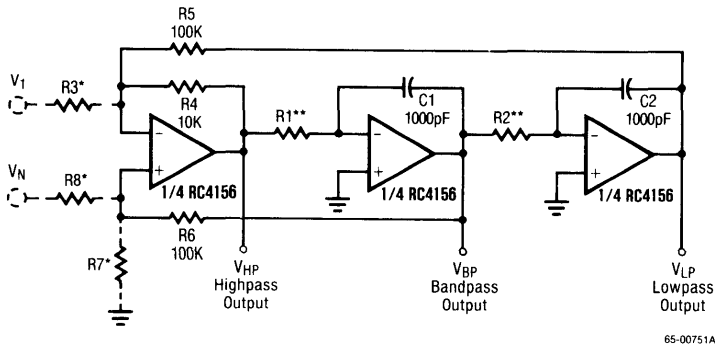 R5
100K
V1
R3*
R4
10K
−
+
1/4 RC4156
R1**
C1
1000pF
−
+
1/4 RC4156
R2**
C2
1000pF
−
+
1/4 RC4156
VN
R8*
R6
100K
R7*
VHP
Highpass
Output
VBP
Bandpass
Output
VLP
Lowpass
Output
65-00751A